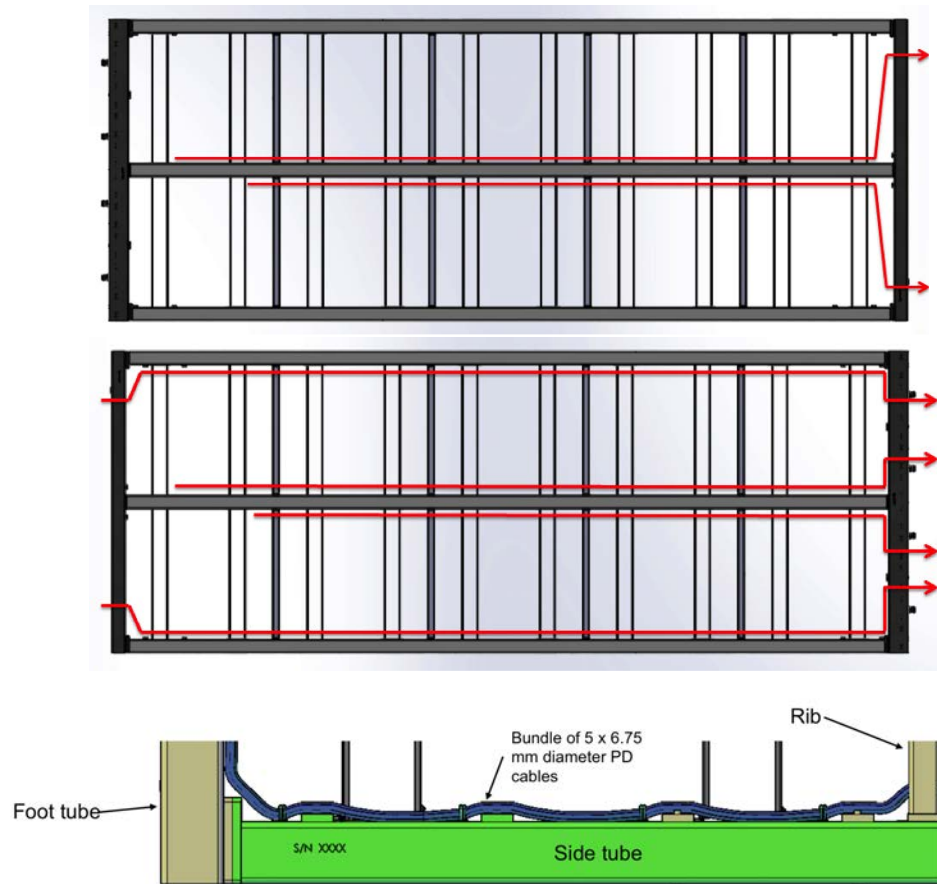 Rib
Bundle of 5 x 6.75
mm diameter PD
cables
Foot tube
S/N XXXX
Side tube